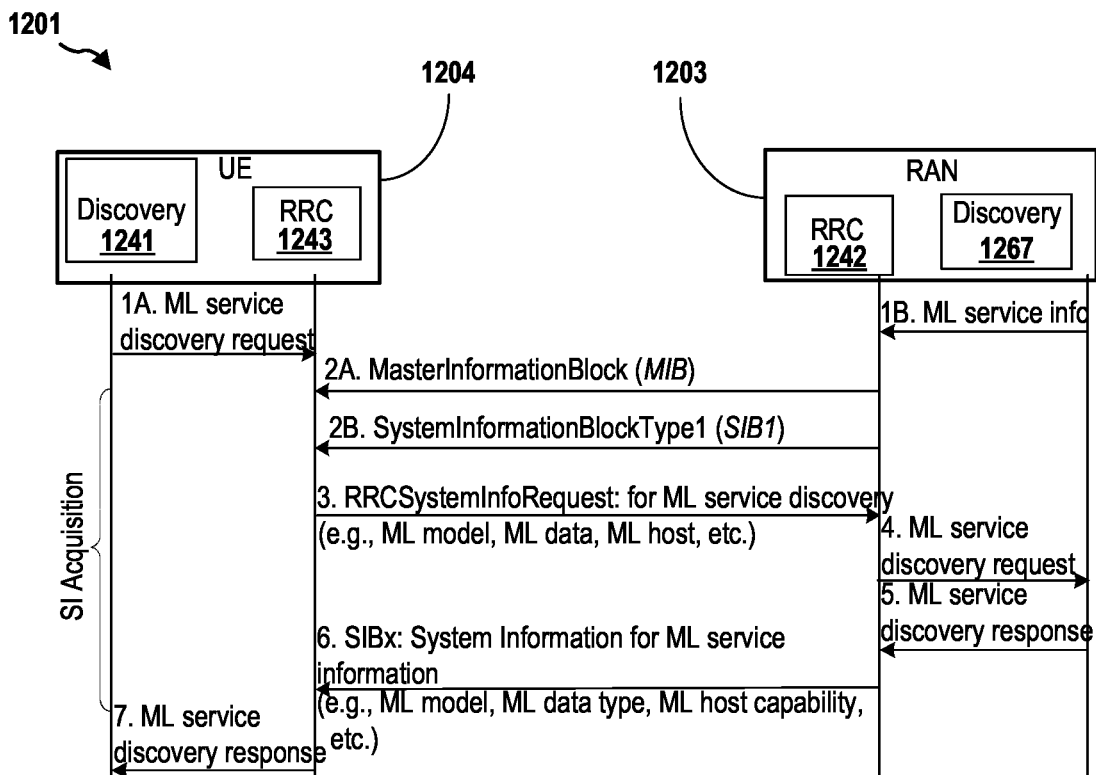 1201
1204
1203
UE
RAN
Discovery
1241
RRC
1243
RRC
1242
Discovery
1267
1A. ML service
discovery request
1B. ML service info
2A. MasterInformationBlock (MIB)
2B. SystemInformationBlockType1 (SIB1)
3. RRCSystemInfoRequest: for ML service discovery
(e.g., ML model, ML data, ML host, etc.)
4. ML service
discovery request
5. ML service
discovery response
SI Acquisition
6. SIBx: System Information for ML service
information
(e.g., ML model, ML data type, ML host capability,
etc.)
7. ML service
discovery response